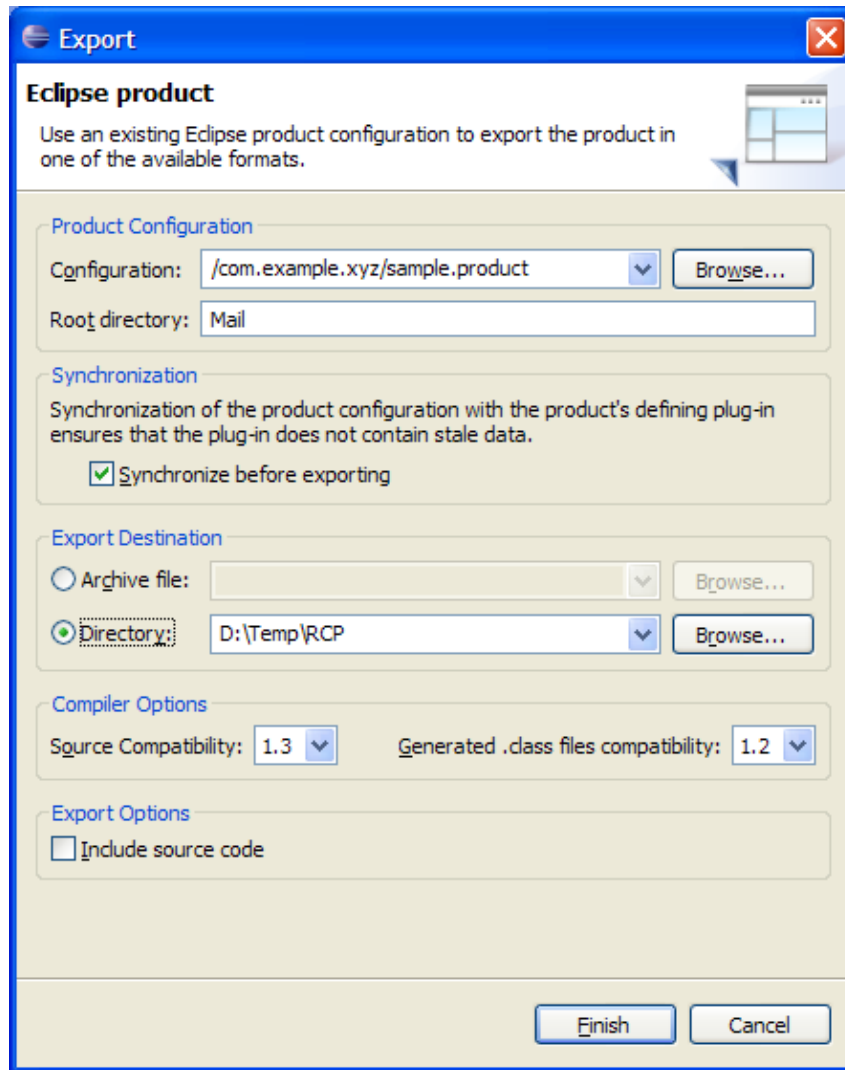 Export
Eclipse product
Use an existing Eclipse product configuration to export the product in
one of the available formats.
Product Configuration
Configuration: /com.example.xyz/sample.product Browse...
Root directory: Mail
Synchronization
Synchronization of the product configuration with the product's defining plug-in
ensures that the plug-in does not contain stale data.
Synchronize before exporting
Export Destination
Archive file: Browse...
Directory: D:\Temp\RCP Browse...
Compiler Options
Source Compatibility: 1.3 Generated .class files compatibility: 1.2
Export Options
Include source code
Finish Cancel